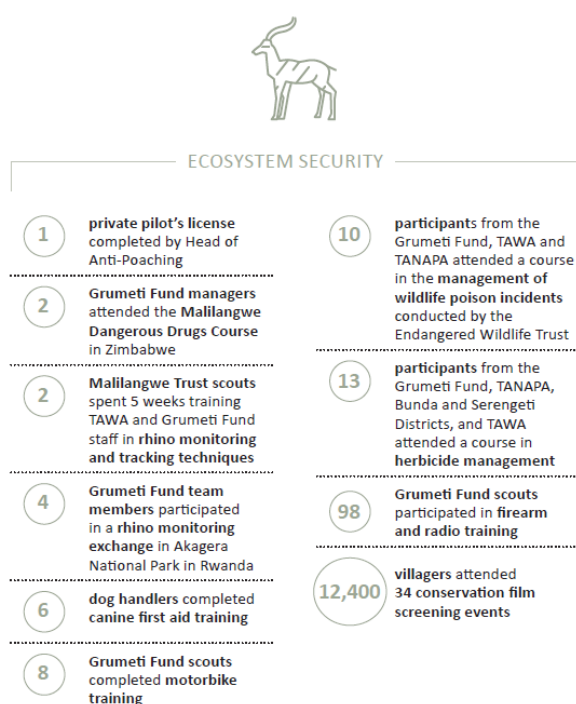 ECOSYSTEM SECURITY
1
private pilot's license
completed by Head of
Anti-Poaching
2
Grumeti Fund managers
attended the Malilangwe
Dangerous Drugs Course
in Zimbabwe
2
Malilangwe Trust scouts
spent 5 weeks training
TAWA and Grumeti Fund
staff in rhino monitoring
and tracking techniques
4
Grumeti Fund team
members participated
in a rhino monitoring
exchange in Akagera
National Park in Rwanda
6
dog handlers completed
canine first aid training
8
Grumeti Fund scouts
completed motorbike
training
10
participants from the
Grumeti Fund, TAWA and
TANAPA attended a course
in the management of
wildlife poison incidents
conducted by the
Endangered Wildlife Trust
13
participants from the
Grumeti Fund, TANAPA,
Bunda and Serengeti
Districts, and TAWA
attended a course in
herbicide management
98
Grumeti Fund scouts
participated in firearm
and radio training
12,400
villagers attended
34 conservation film
screening events